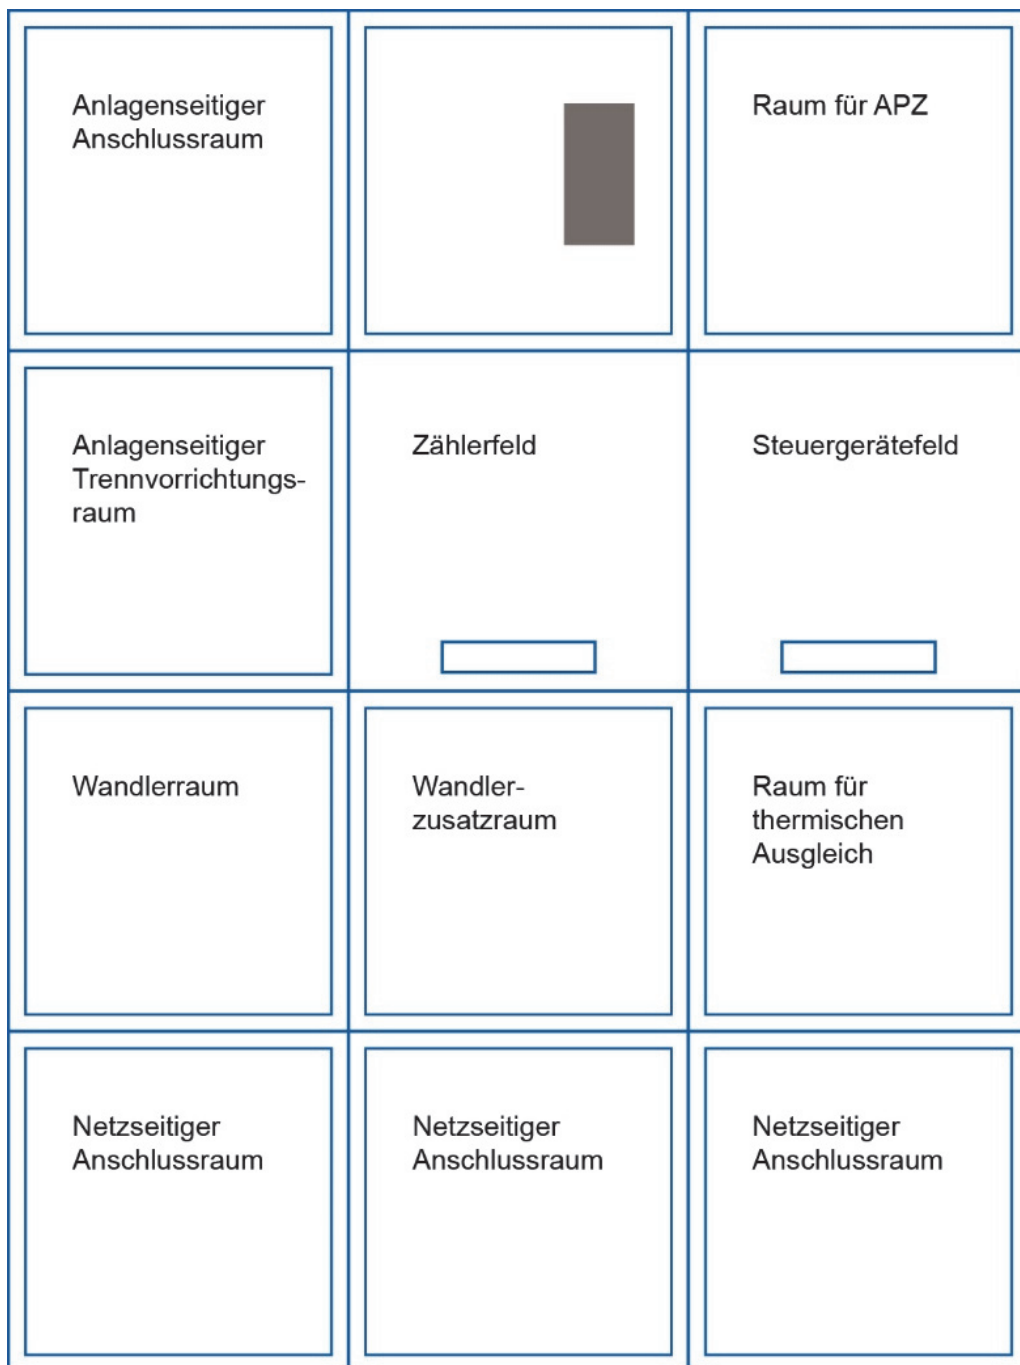 Anlagenseitiger
Anschlussraum
Raum für APZ
Anlagenseitiger
Trennvorrichtungs-
raum
Zählerfeld
Steuergerätefeld
Wandlerraum
Wandler-
zusatzraum
Raum für
thermischen
Ausgleich
Netzseitiger
Anschlussraum
Netzseitiger
Anschlussraum
Netzseitiger
Anschlussraum